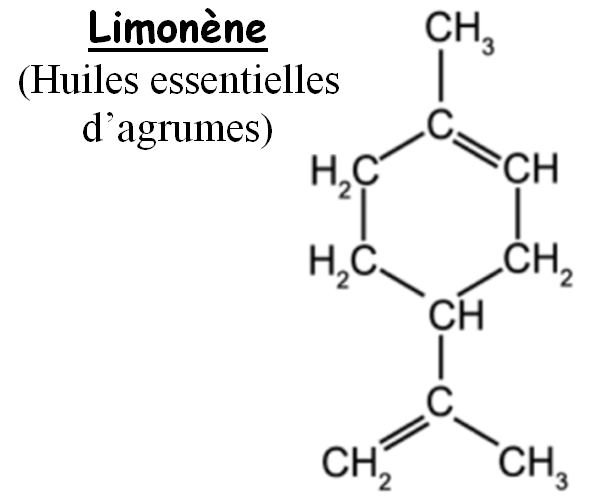 Limonène
(Huiles essentielles
d’agrumes)
CH₃
C
H₂C
CH
H₂C
CH₂
CH
C
CH₂
CH₃